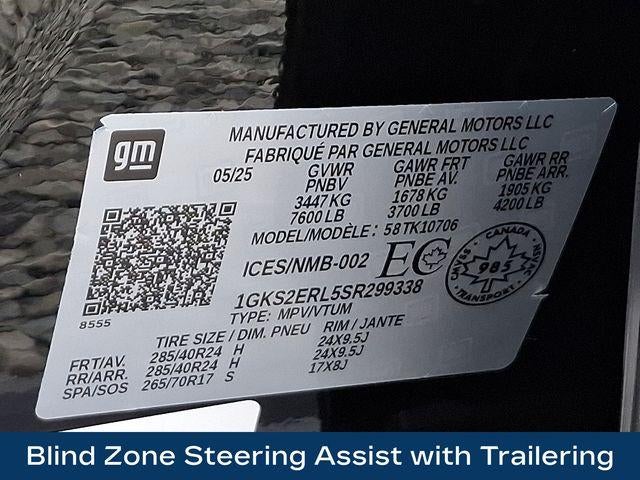 gm
MANUFACTURED BY GENERAL MOTORS LLC
FABRIQUÉ PAR GENERAL MOTORS LLC
05/25
GVWR
PNBV
3447 KG
7600 LB
GAWR FRT
PNBE AV.
1678 KG
3700 LB
GAWR RR
PNBE ARR.
1905 KG
4200 LB
MODEL/MODÈLE: 58TK10706
ICES/NMB-002 EC
CANADA
985
TRANSPORT
1GKS2ERL5SR299338
TYPE: MPV/VTUM
8555
TIRE SIZE / DIM. PNEU RIM / JANTE
FRT/AV. 285/40R24 H 24X9.5J
RR/ARR. 285/40R24 H 24X9.5J
SPA/SOS 265/70R17 S 17X8J
Blind Zone Steering Assist with Trailering